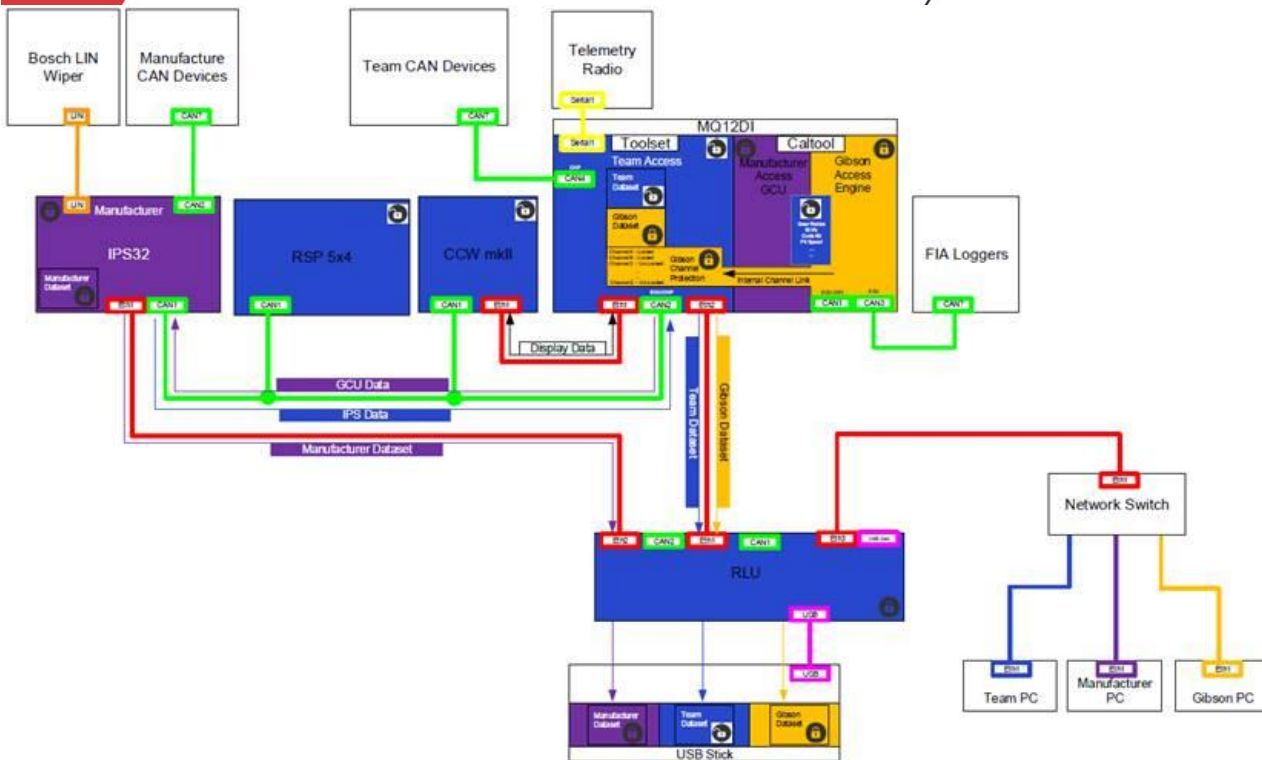 Bosch LIN
Wiper
LIN
Manufacture
CAN Devices
CAN1
Team CAN Devices
CAN1
Telemetry
Radio
Serial1
MQ12DI
Serial1
Toolset
Team Access
CAN4
Team
Dataset
Gibson
Dataset
Gibson
Channel
Protection
Caltool
Manufacturer
Access
GCU
Gibson
Access
Engine
Internal Channel Link
Eth1
CAN2
Eth2
CAN1
CAN3
FIA Loggers
CAN1
LIN
Manufacturer
CAN2
IPS32
Manufacturer
Dataset
Eth1
CAN1
RSP 5x4
CAN1
CCW mkII
CAN1
Eth1
Display Data
GCU Data
IPS Data
Manufacturer Dataset
Team Dataset
Gibson Dataset
Eth1
Network Switch
Eth2
CAN2
Eth1
CAN1
Eth3
RLU
USB
USB
Manufacturer
Dataset
Team
Dataset
Gibson
Dataset
USB Stick
Eth1
Team PC
Eth1
Manufacturer
PC
Eth1
Gibson PC